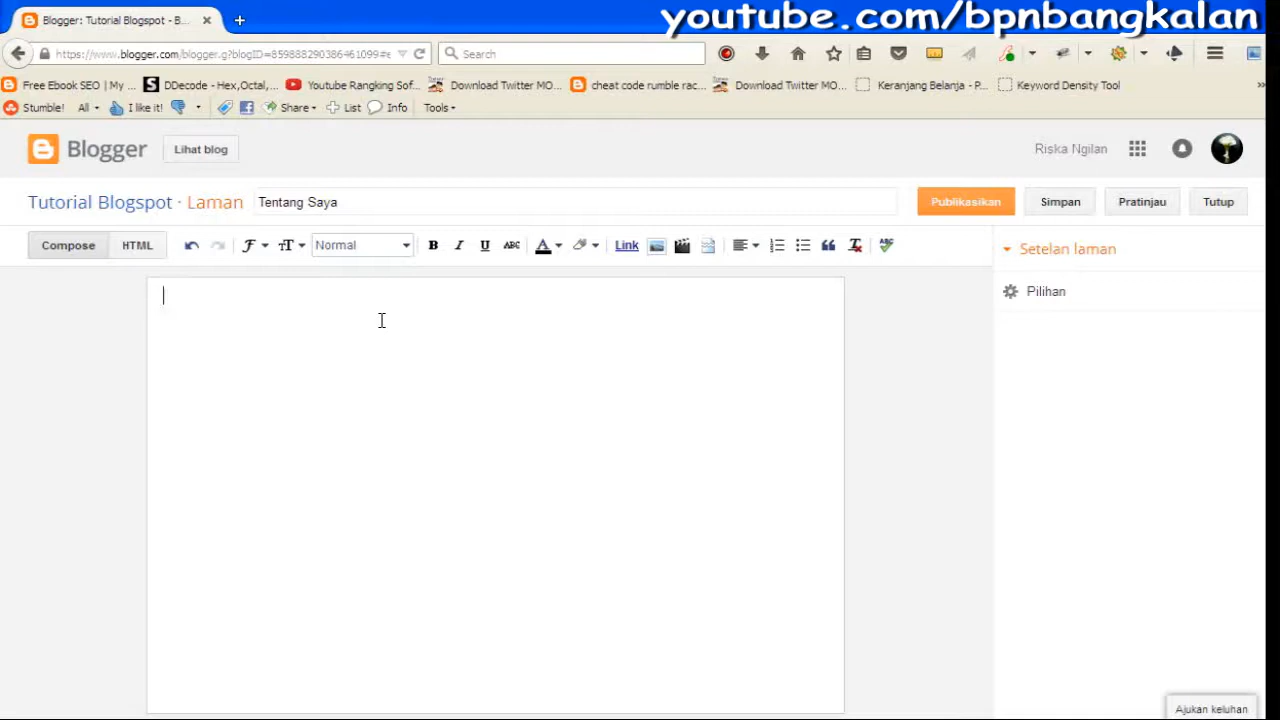 youtube.com/bpnbangkalan
Blogger: Tutorial Blogspot - B...
https://www.blogger.com/blogger.g?blogID=859888290386461099#e
Search
Free Ebook SEO | My ...
DDecode - Hex,Octal,...
Youtube Rangking Sof...
Download Twitter MO...
cheat code rumble rac...
Download Twitter MO...
Keranjang Belanja - P...
Keyword Density Tool
Stumble! All I like it! Share List Info Tools
Blogger Lihat blog Riska Ngilan
Tutorial Blogspot · Laman Tentang Saya Publikasikan Simpan Pratinjau Tutup
Compose HTML Normal B I U ABC A Link
Setelan laman
Pilihan
Ajukan keluhan